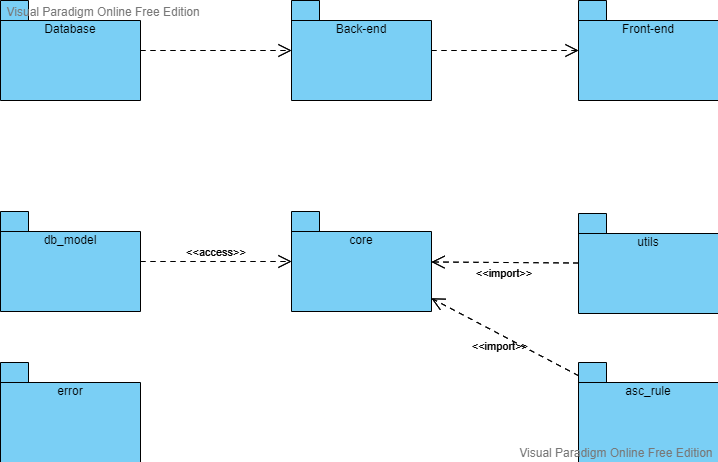 Visual Paradigm Online Free Edition
Database
Back-end
Front-end
db_model
<<access>>
core
utils
<<import>>
<<import>>
error
asc_rule
Visual Paradigm Online Free Edition